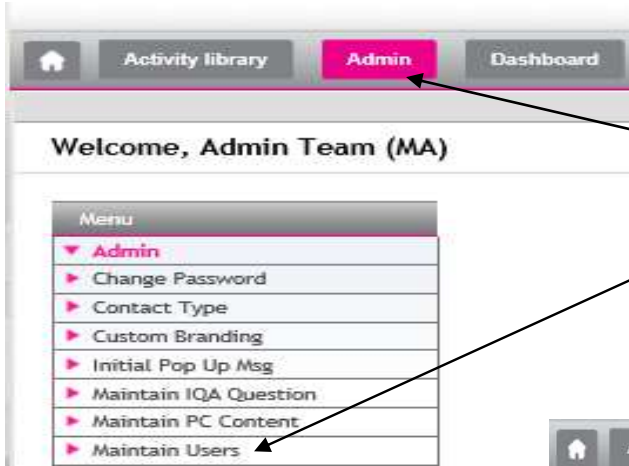 Activity library Admin Dashboard
Welcome, Admin Team (MA)
Menu
Admin
Change Password
Contact Type
Custom Branding
Initial Pop Up Msg
Maintain IQA Question
Maintain PC Content
Maintain Users